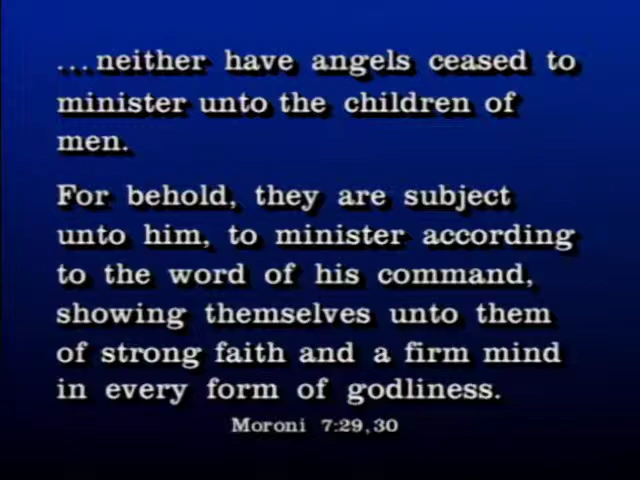 ...neither have angels ceased to
minister unto the children of
men.
For behold, they are subject
unto him, to minister according
to the word of his command,
showing themselves unto them
of strong faith and a firm mind
in every form of godliness.
Moroni 7:29,30